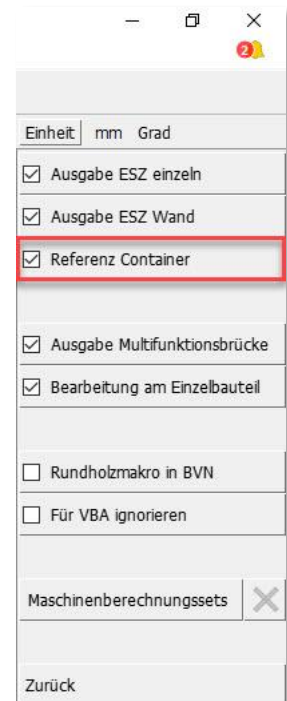 2
Einheit mm Grad
Ausgabe ESZ einzeln
Ausgabe ESZ Wand
Referenz Container
Ausgabe Multifunktionsbrücke
Bearbeitung am Einzelbauteil
Rundholzmakro in BVN
Für VBA ignorieren
Maschinenberechnungssets
Zurück